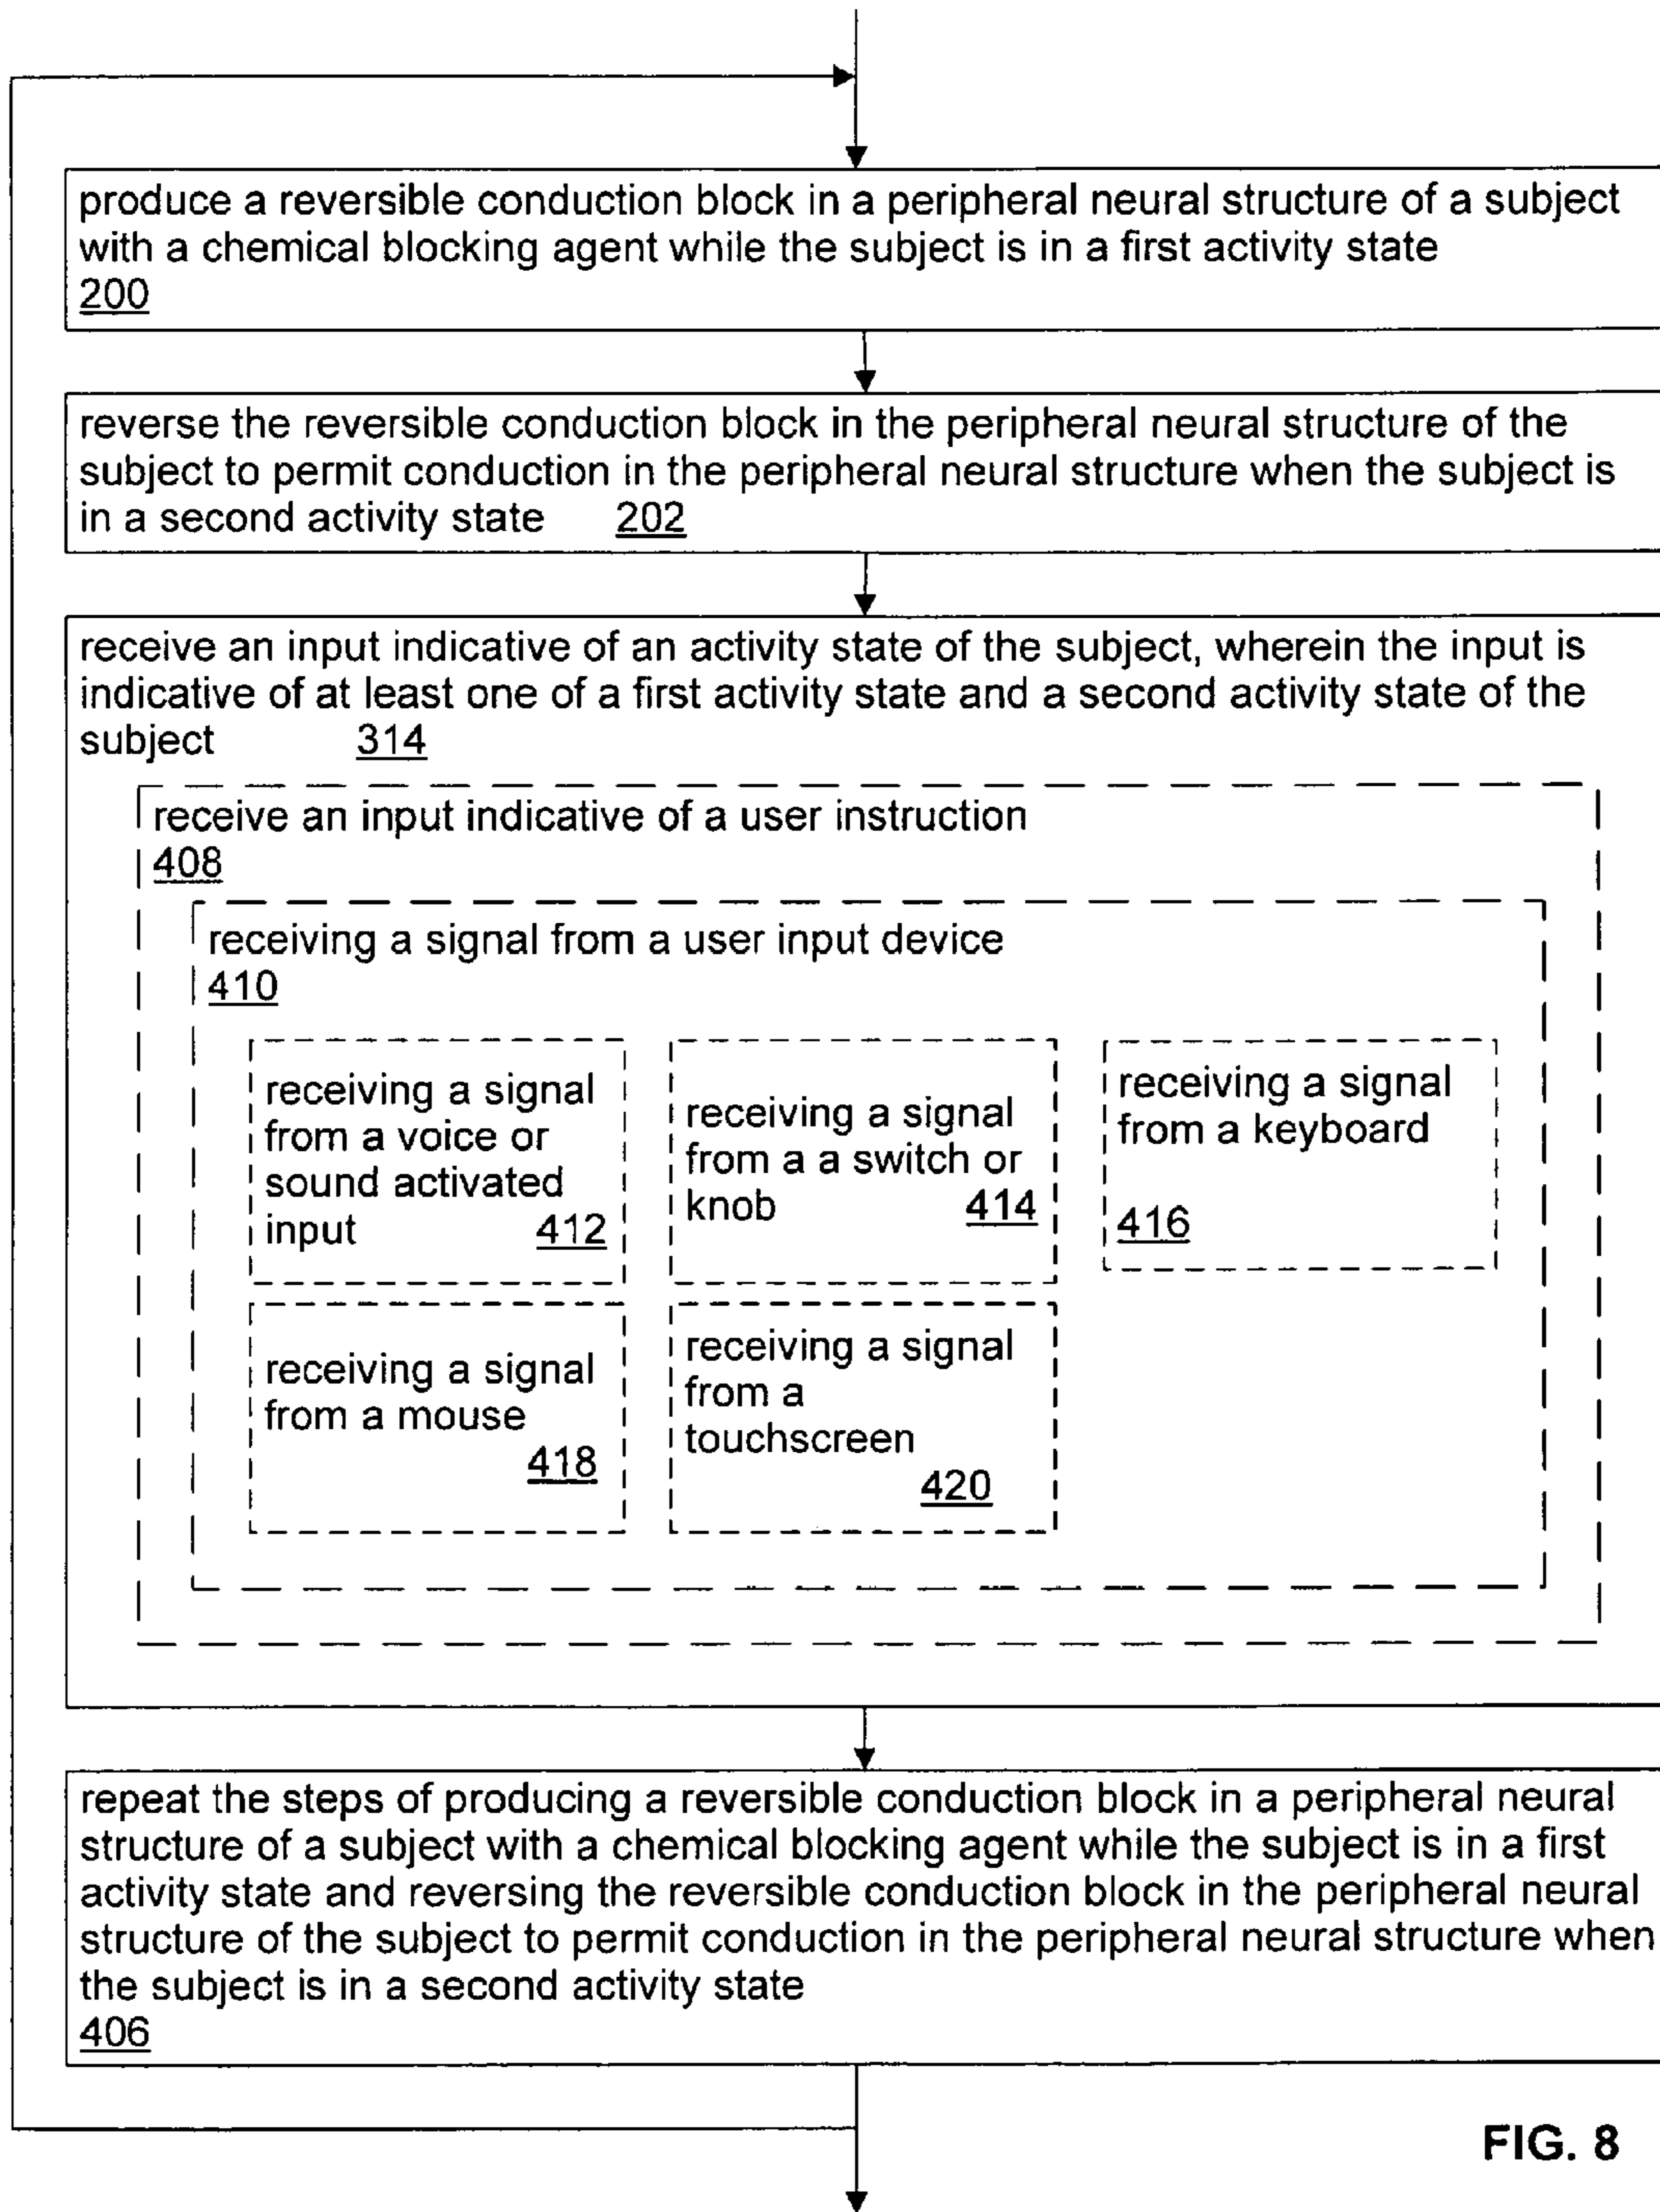 produce a reversible conduction block in a peripheral neural structure of a subject
with a chemical blocking agent while the subject is in a first activity state
200
reverse the reversible conduction block in the peripheral neural structure of the
subject to permit conduction in the peripheral neural structure when the subject is
in a second activity state 202
receive an input indicative of an activity state of the subject, wherein the input is
indicative of at least one of a first activity state and a second activity state of the
subject 314
receive an input indicative of a user instruction
408
receiving a signal from a user input device
410
receiving a signal
from a voice or
sound activated
input 412
receiving a signal
from a a switch or
knob 414
receiving a signal
from a keyboard
416
receiving a signal
from a mouse
418
receiving a signal
from a
touchscreen
420
repeat the steps of producing a reversible conduction block in a peripheral neural
structure of a subject with a chemical blocking agent while the subject is in a first
activity state and reversing the reversible conduction block in the peripheral neural
structure of the subject to permit conduction in the peripheral neural structure when
the subject is in a second activity state
406
FIG. 8